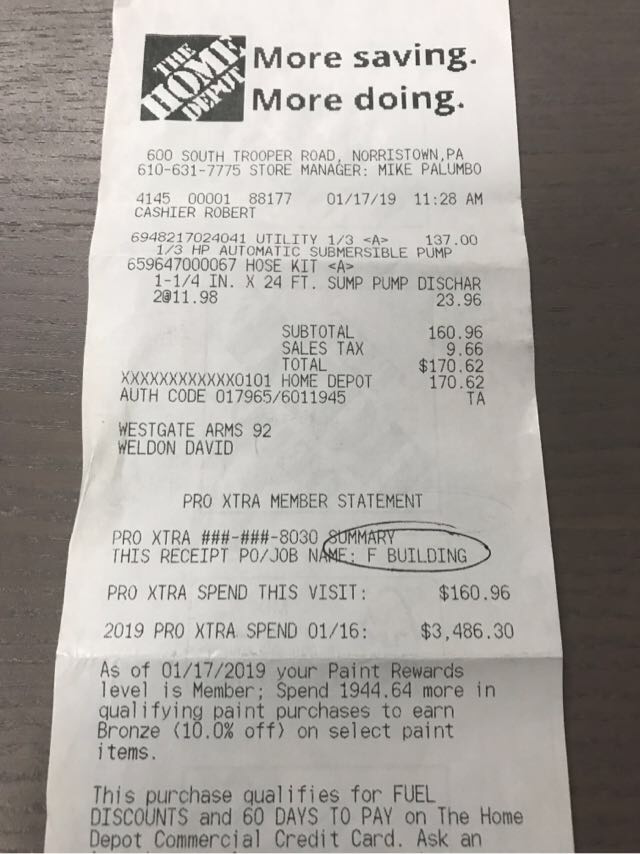 THE
HOME
DEPOT
More saving.
More doing.
600 SOUTH TROOPER ROAD, NORRISTOWN,PA
610-631-7775 STORE MANAGER: MIKE PALUMBO
4145 00001 88177 01/17/19 11:28 AM
CASHIER ROBERT
6948217024041 UTILITY 1/3 <A> 137.00
1/3 HP AUTOMATIC SUBMERSIBLE PUMP
659647000067 HOSE KIT <A>
1-1/4 IN. X 24 FT. SUMP PUMP DISCHAR
2@11.98 23.96
SUBTOTAL 160.96
SALES TAX 9.66
TOTAL $170.62
XXXXXXXXXXXX0101 HOME DEPOT 170.62
AUTH CODE 017965/6011945 TA
WESTGATE ARMS 92
WELDON DAVID
PRO XTRA MEMBER STATEMENT
PRO XTRA ###-###-8030 SUMMARY
THIS RECEIPT PO/JOB NAME: F BUILDING
PRO XTRA SPEND THIS VISIT: $160.96
2019 PRO XTRA SPEND 01/16: $3,486.30
As of 01/17/2019 your Paint Rewards
level is Member; Spend 1944.64 more in
qualifying paint purchases to earn
Bronze (10.0% off) on select paint
items.
This purchase qualifies for FUEL
DISCOUNTS and 60 DAYS TO PAY on The Home
Depot Commercial Credit Card. Ask an